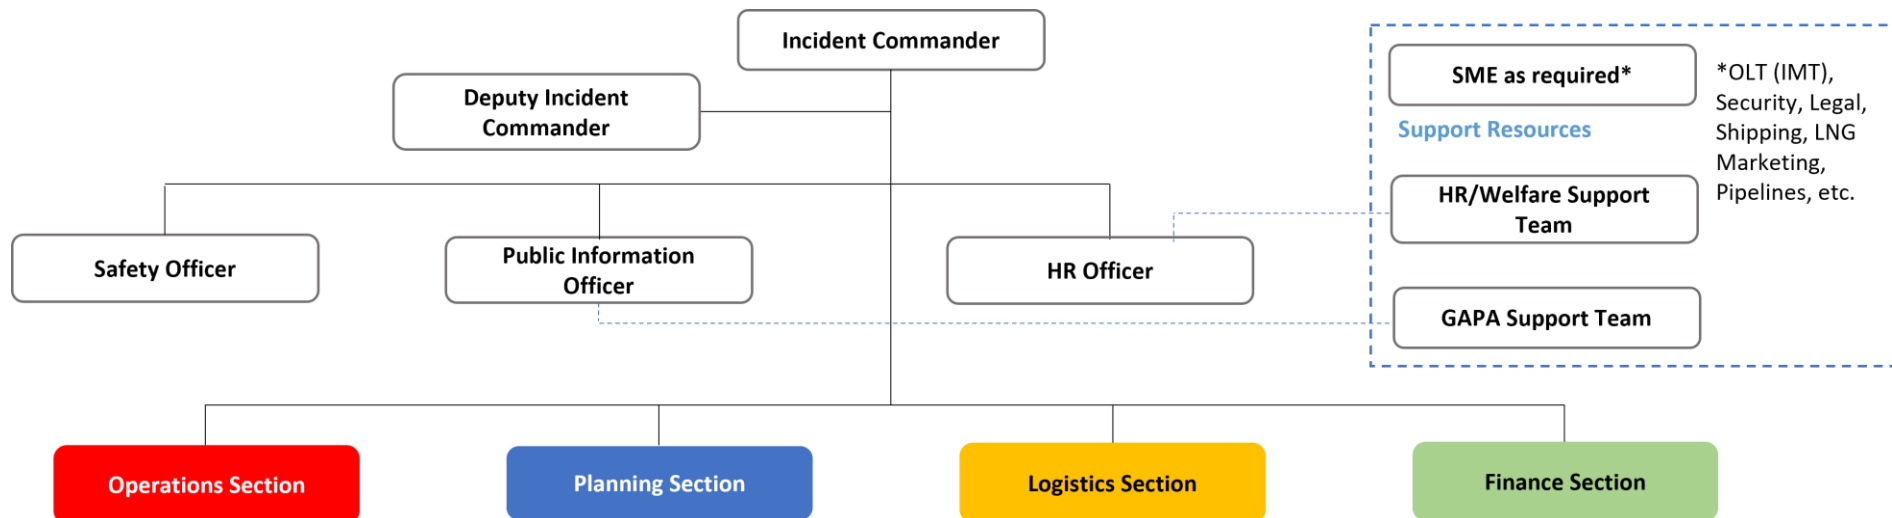 Incident Commander
Deputy Incident
Commander
SME as required*
*OLT (IMT),
Security, Legal,
Shipping, LNG
Marketing,
Pipelines, etc.
Support Resources
HR/Welfare Support
Team
Safety Officer
Public Information
Officer
HR Officer
GAPA Support Team
Operations Section
Planning Section
Logistics Section
Finance Section